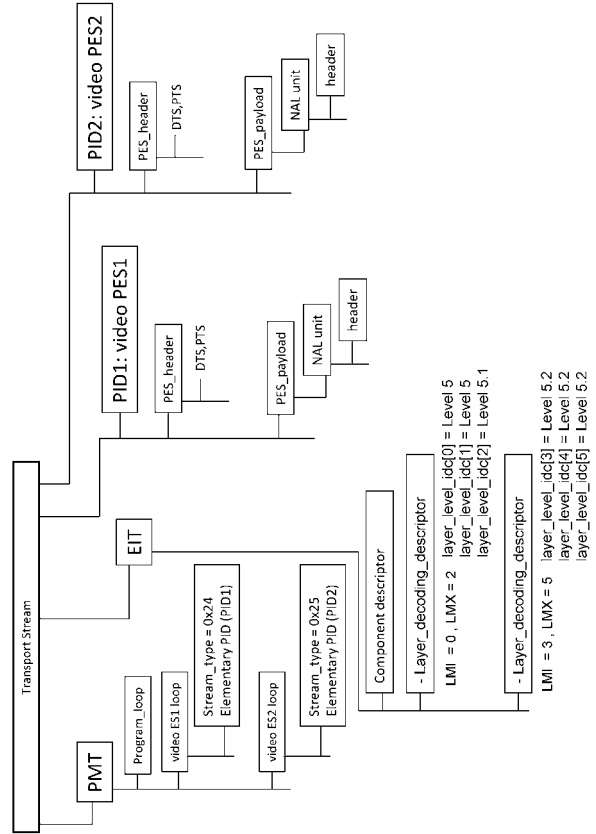 Transport Stream
PMT
Program_loop
video ES1 loop
Stream_type = 0x24
Elementary PID (PID1)
video ES2 loop
Stream_type = 0x25
Elementary PID (PID2)
EIT
Component descriptor
- Layer_decoding_descriptor
LMI = 0 , LMX = 2 layer_level_idc[0] = Level 5
layer_level_idc[1] = Level 5
layer_level_idc[2] = Level 5.1
- Layer_decoding_descriptor
LMI = 3 , LMX = 5 layer_level_idc[3] = Level 5.2
layer_level_idc[4] = Level 5.2
layer_level_idc[5] = Level 5.2
PID1: video PES1
PES_header
DTS,PTS
PES_payload
NAL unit
header
PID2: video PES2
PES_header
DTS,PTS
PES_payload
NAL unit
header